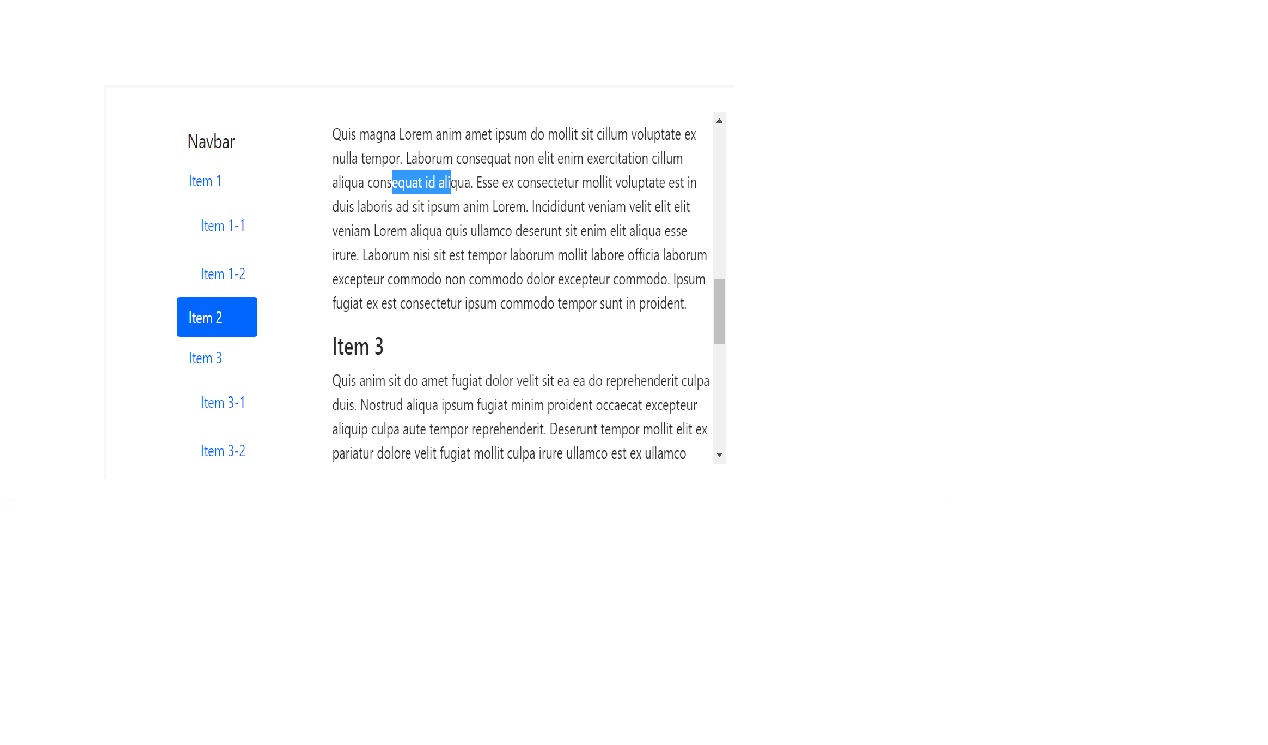 Navbar
Item 1
Item 1-1
Item 1-2
Item 2
Item 3
Item 3-1
Item 3-2
Quis magna Lorem anim amet ipsum do mollit sit cillum voluptate ex
nulla tempor. Laborum consequat non elit enim exercitation cillum
aliqua consequat id aliqua. Esse ex consectetur mollit voluptate est in
duis laboris ad sit ipsum anim Lorem. Incididunt veniam velit elit elit
veniam Lorem aliqua quis ullamco deserunt sit enim elit aliqua esse
irure. Laborum nisi sit est tempor laborum mollit labore officia laborum
excepteur commodo non commodo dolor excepteur commodo. Ipsum
fugiat ex est consectetur ipsum commodo tempor sunt in proident.
Item 3
Quis anim sit do amet fugiat dolor velit sit ea ea do reprehenderit culpa
duis. Nostrud aliqua ipsum fugiat minim proident occaecat excepteur
aliquip culpa aute tempor reprehenderit. Deserunt tempor mollit elit ex
pariatur dolore velit fugiat mollit culpa irure ullamco est ex ullamco